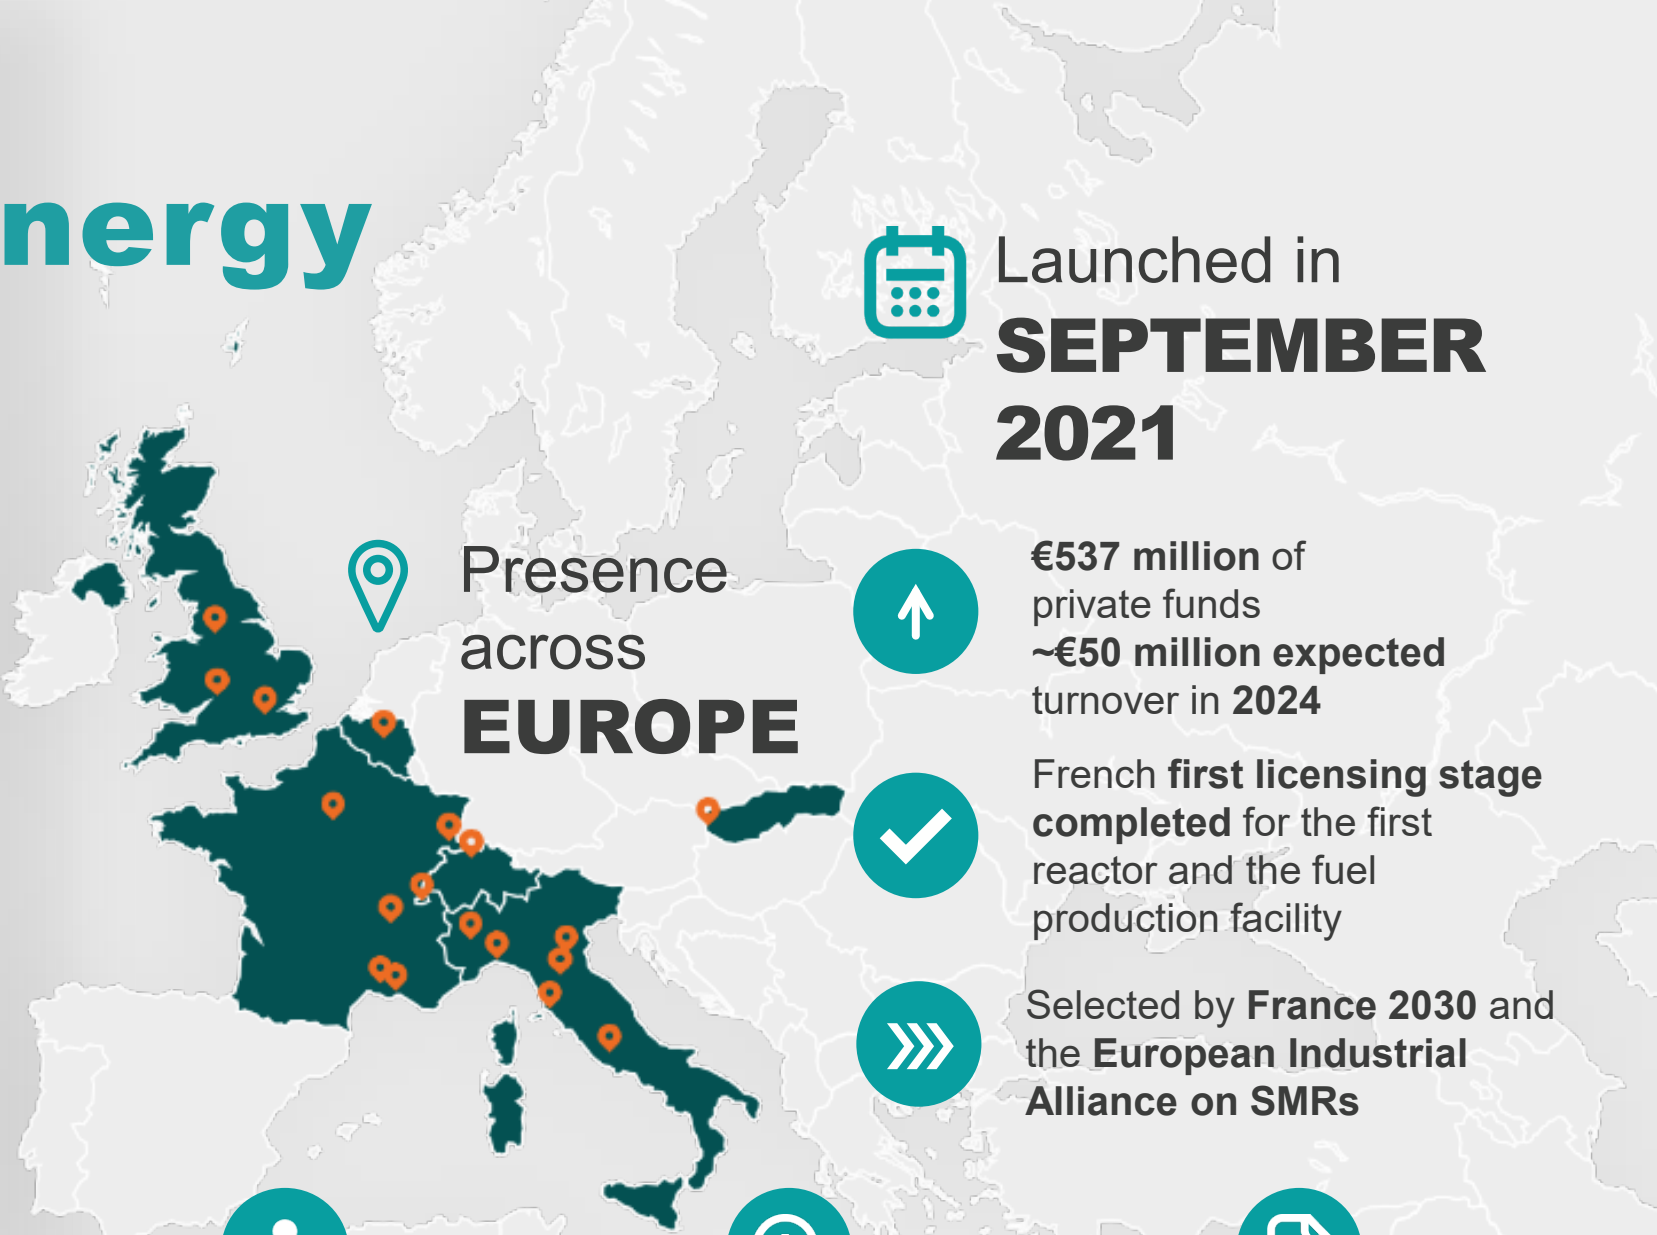 nergy
Launched in
SEPTEMBER
2021
Presence
across
EUROPE
€537 million of
private funds
~€50 million expected
turnover in 2024
French first licensing stage
completed for the first
reactor and the fuel
production facility
Selected by France 2030 and
the European Industrial
Alliance on SMRs